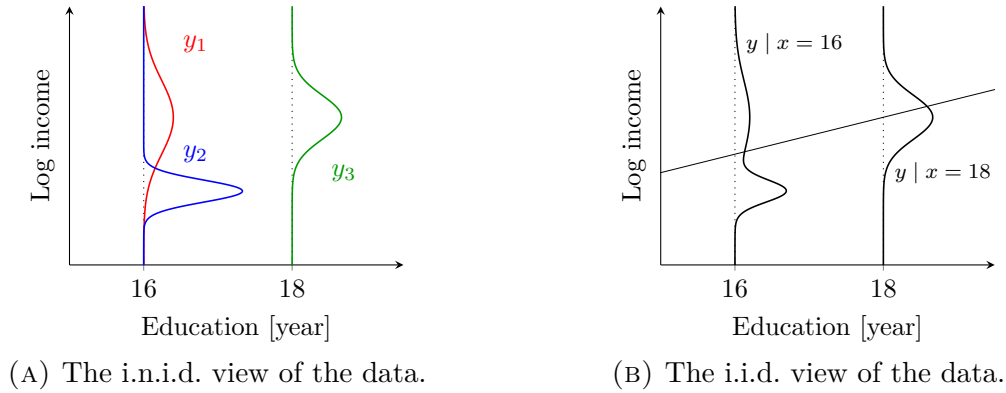 Log income
y₁
y₂
y₃
16
18
Education [year]
(A) The i.n.i.d. view of the data.
Log income
y | x = 16
y | x = 18
16
18
Education [year]
(B) The i.i.d. view of the data.